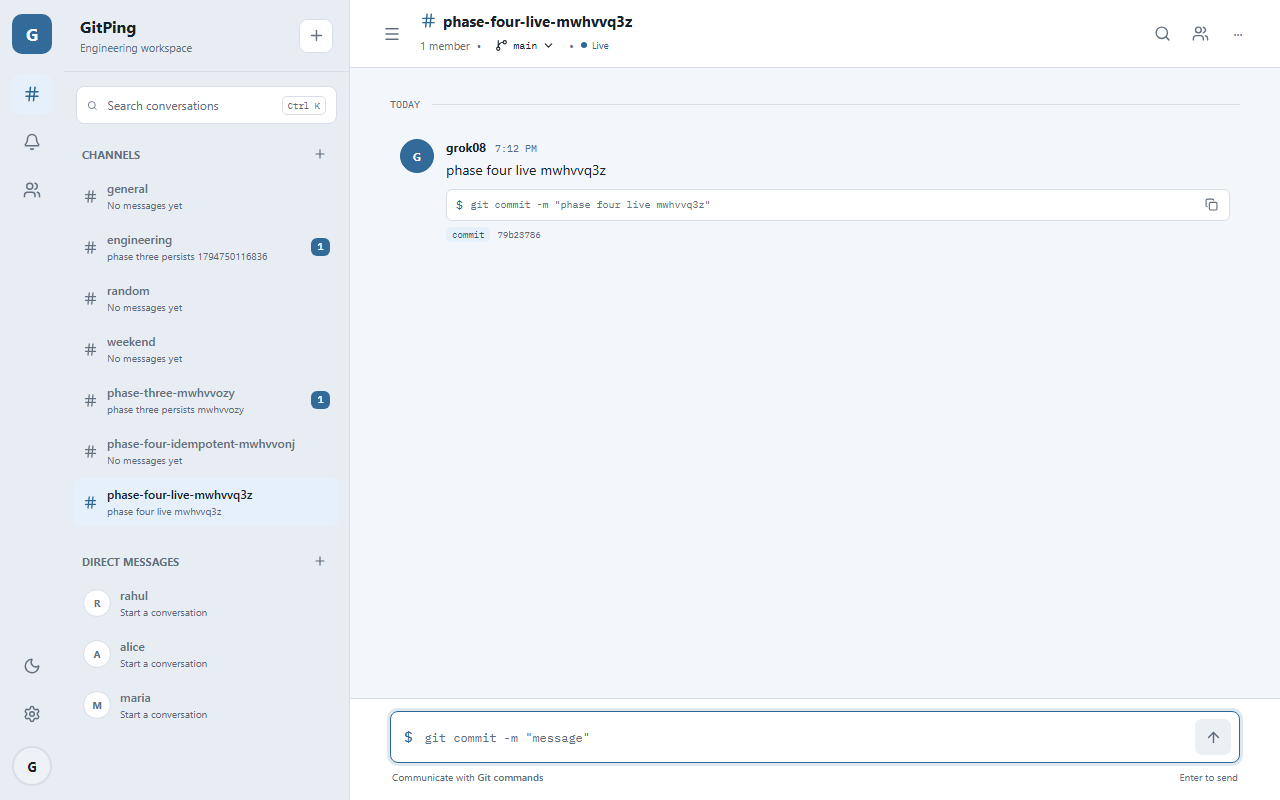 G
GitPing
Engineering workspace
Search conversations
Ctrl K
CHANNELS
general
No messages yet
engineering
phase three persists 1794750116836
1
random
No messages yet
weekend
No messages yet
phase-three-mwhvvozy
phase three persists mwhvvozy
1
phase-four-idempotent-mwhvvonj
No messages yet
phase-four-live-mwhvvq3z
phase four live mwhvvq3z
DIRECT MESSAGES
R
rahul
Start a conversation
A
alice
Start a conversation
M
maria
Start a conversation
G
# phase-four-live-mwhvvq3z
1 member • main • Live
TODAY
G
grok08 7:12 PM
phase four live mwhvvq3z
$ git commit -m "phase four live mwhvvq3z"
commit 79b23786
$ git commit -m "message"
Communicate with Git commands
Enter to send